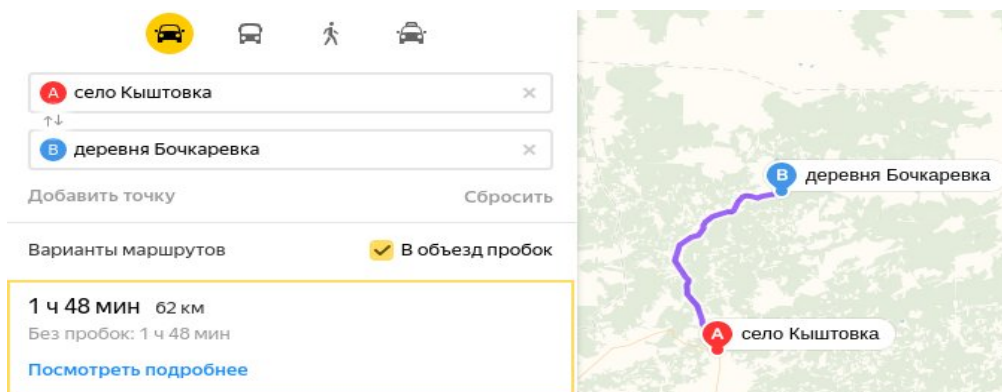 A село Кыштовка ×
↑↓
B деревня Бочкаревка ×
Добавить точку Сбросить
Варианты маршрутов В объезд пробок
1 ч 48 мин 62 км
Без пробок: 1 ч 48 мин
Посмотреть подробнее
B деревня Бочкаревка
A село Кыштовка